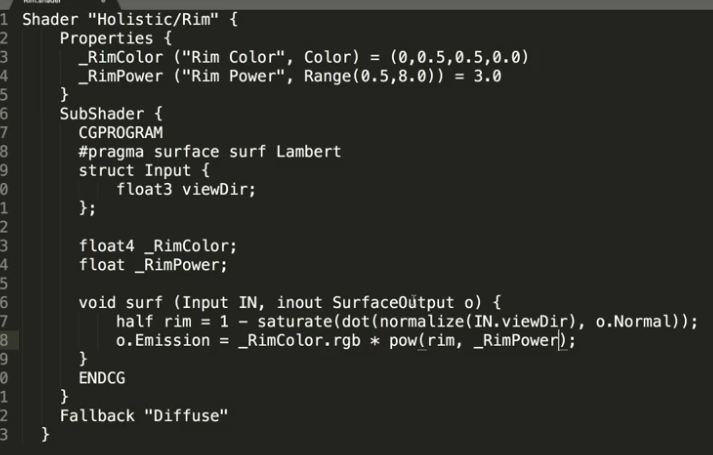 Rim.shader
1 Shader "Holistic/Rim" {
2 Properties {
3 _RimColor ("Rim Color", Color) = (0,0.5,0.5,0.0)
4 _RimPower ("Rim Power", Range(0.5,8.0)) = 3.0
5 }
6 SubShader {
7 CGPROGRAM
8 #pragma surface surf Lambert
9 struct Input {
0 float3 viewDir;
1 };
2
3 float4 _RimColor;
4 float _RimPower;
5
6 void surf (Input IN, inout SurfaceOutput o) {
7 half rim = 1 - saturate(dot(normalize(IN.viewDir), o.Normal));
8 o.Emission = _RimColor.rgb * pow(rim, _RimPower);
9 }
0 ENDCG
1 }
2 Fallback "Diffuse"
3 }